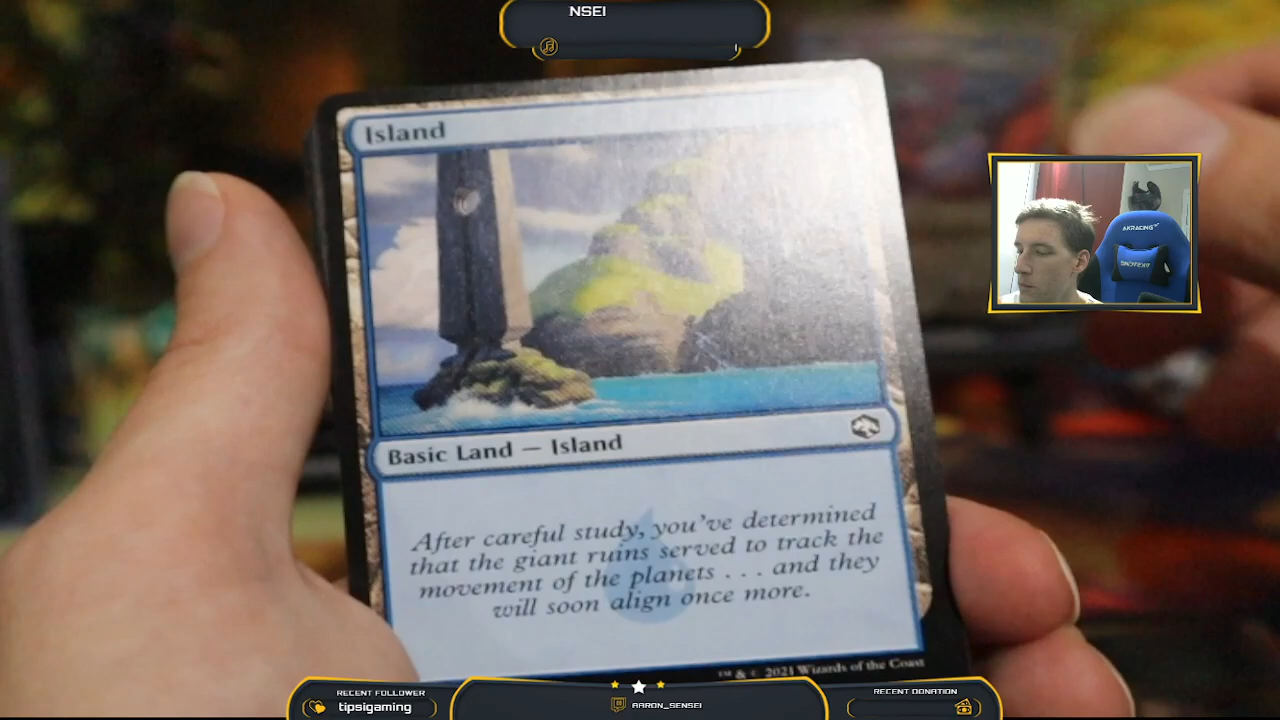 NSEI
Island
AKRACING
Basic Land — Island
After careful study, you've determined
that the giant ruins served to track the
movement of the planets . . . and they
will soon align once more.
™ & © 2021 Wizards of the Coast
RECENT FOLLOWER
tipsigaming
AARON_SENSEI
RECENT DONATION